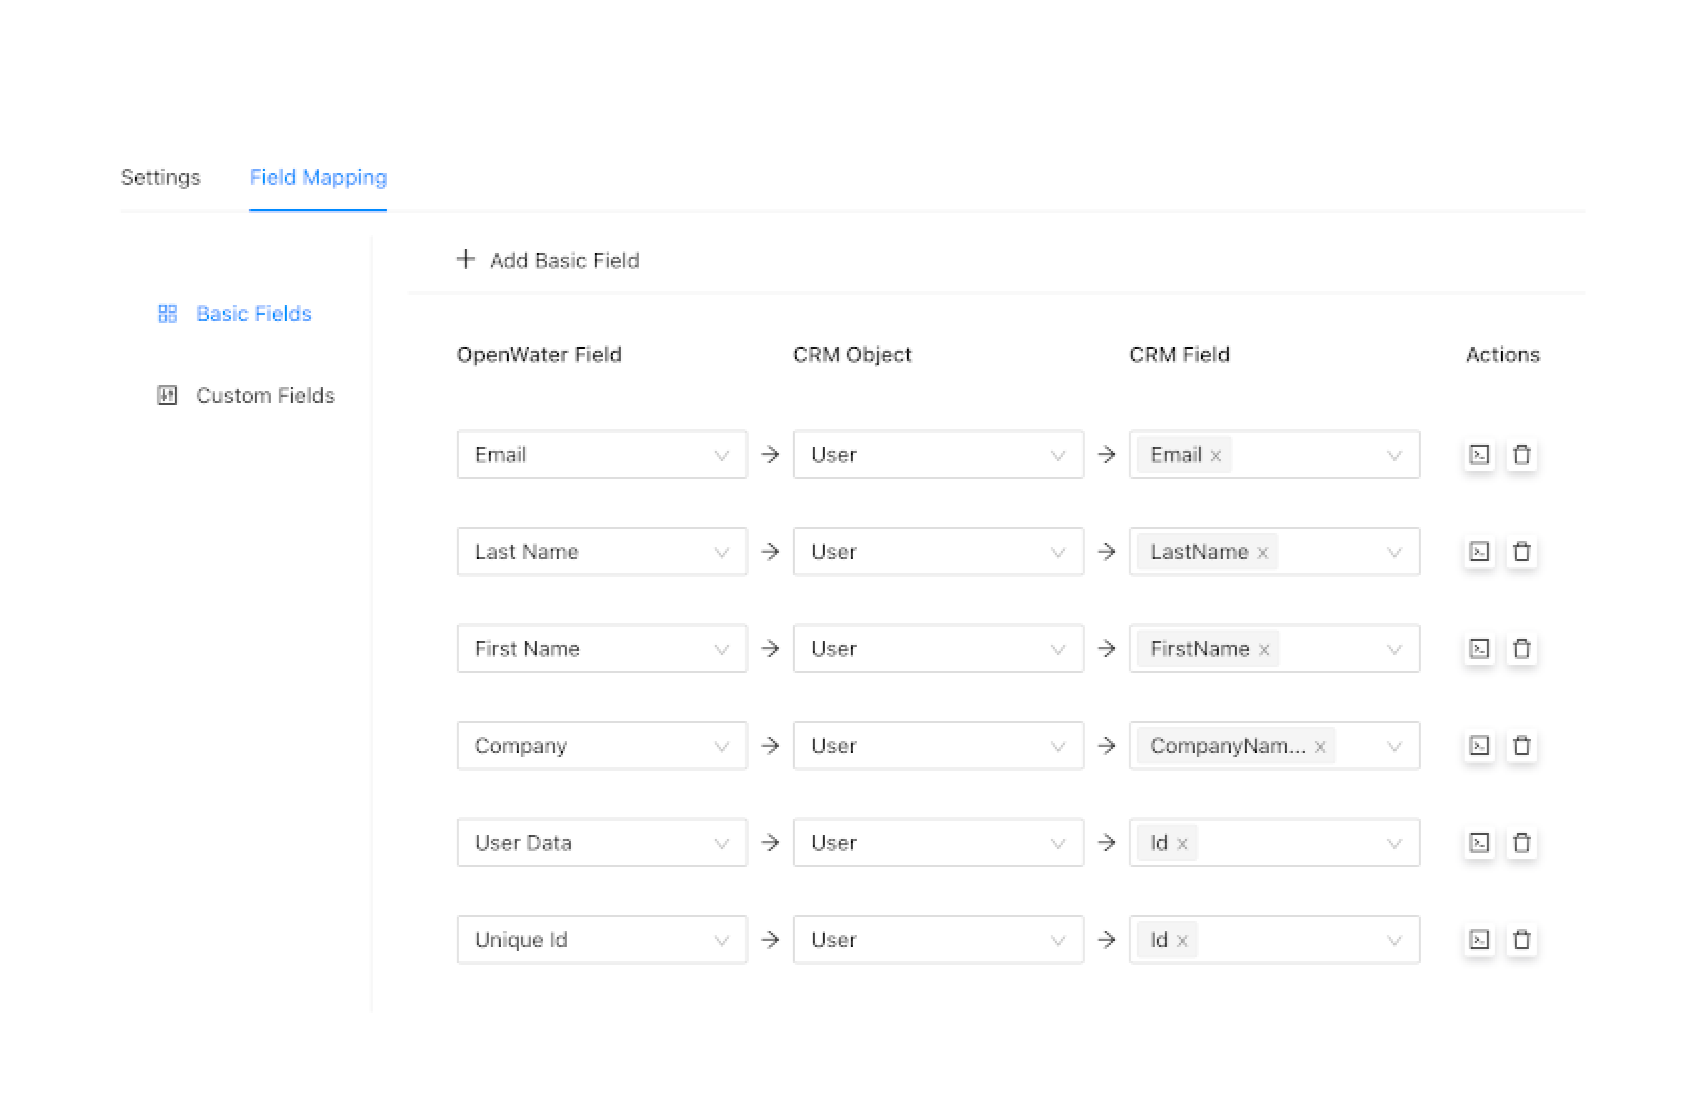 Settings Field Mapping
Add Basic Field
Basic Fields
Custom Fields
OpenWater Field CRM Object CRM Field Actions
Email User Email
Last Name User LastName
First Name User FirstName
Company User CompanyNam...
User Data User Id
Unique Id User Id